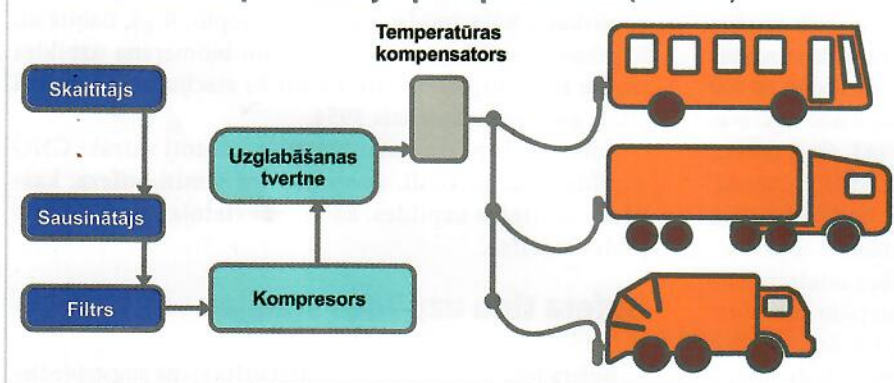 Temperatūras
kompensators
Skaitītājs
Uzglabāšanas
tvertne
Sausinātājs
Filtrs
Kompresors